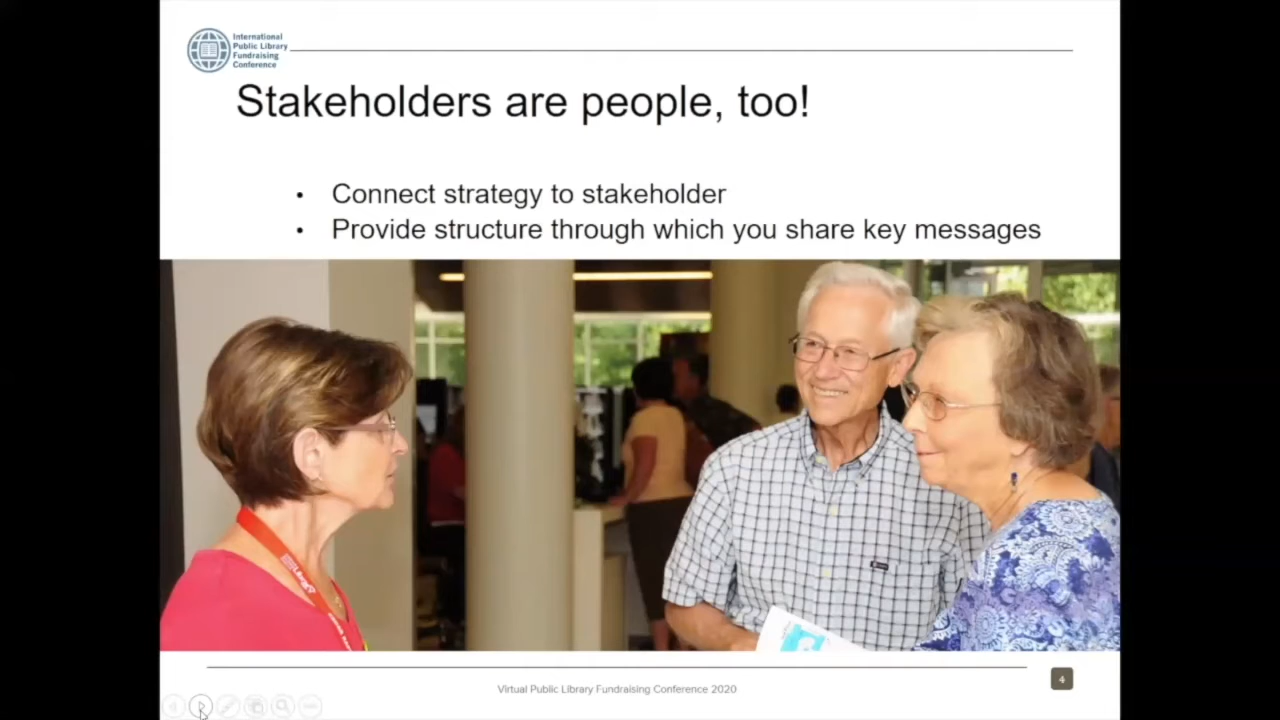 International
Public Library
Fundraising
Conference
Stakeholders are people, too!
• Connect strategy to stakeholder
• Provide structure through which you share key messages
Virtual Public Library Fundraising Conference 2020
4